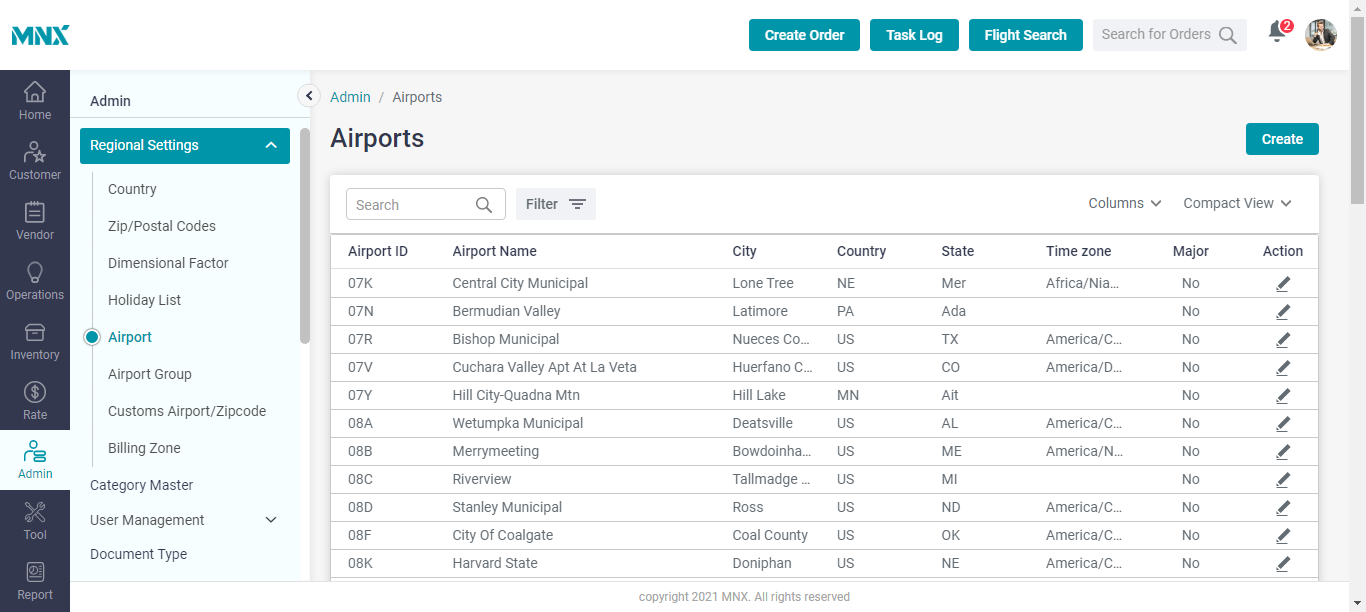 MNX
Create Order
Task Log
Flight Search
Search for Orders
2
Home
Customer
Vendor
Operations
Inventory
Rate
Admin
Tool
Report
Admin
Regional Settings
Country
Zip/Postal Codes
Dimensional Factor
Holiday List
Airport
Airport Group
Customs Airport/Zipcode
Billing Zone
Category Master
User Management
Document Type
Admin / Airports
Airports
Create
Search
Filter
Columns
Compact View
Airport ID Airport Name City Country State Time zone Major Action
07K Central City Municipal Lone Tree NE Mer Africa/Nia... No
07N Bermudian Valley Latimore PA Ada No
07R Bishop Municipal Nueces Co... US TX America/C... No
07V Cuchara Valley Apt At La Veta Huerfano C... US CO America/D... No
07Y Hill City-Quadna Mtn Hill Lake MN Ait No
08A Wetumpka Municipal Deatsville US AL America/C... No
08B Merrymeeting Bowdoinha... US ME America/N... No
08C Riverview Tallmadge ... US MI No
08D Stanley Municipal Ross US ND America/C... No
08F City Of Coalgate Coal County US OK America/C... No
08K Harvard State Doniphan US NE America/C... No
copyright 2021 MNX. All rights reserved